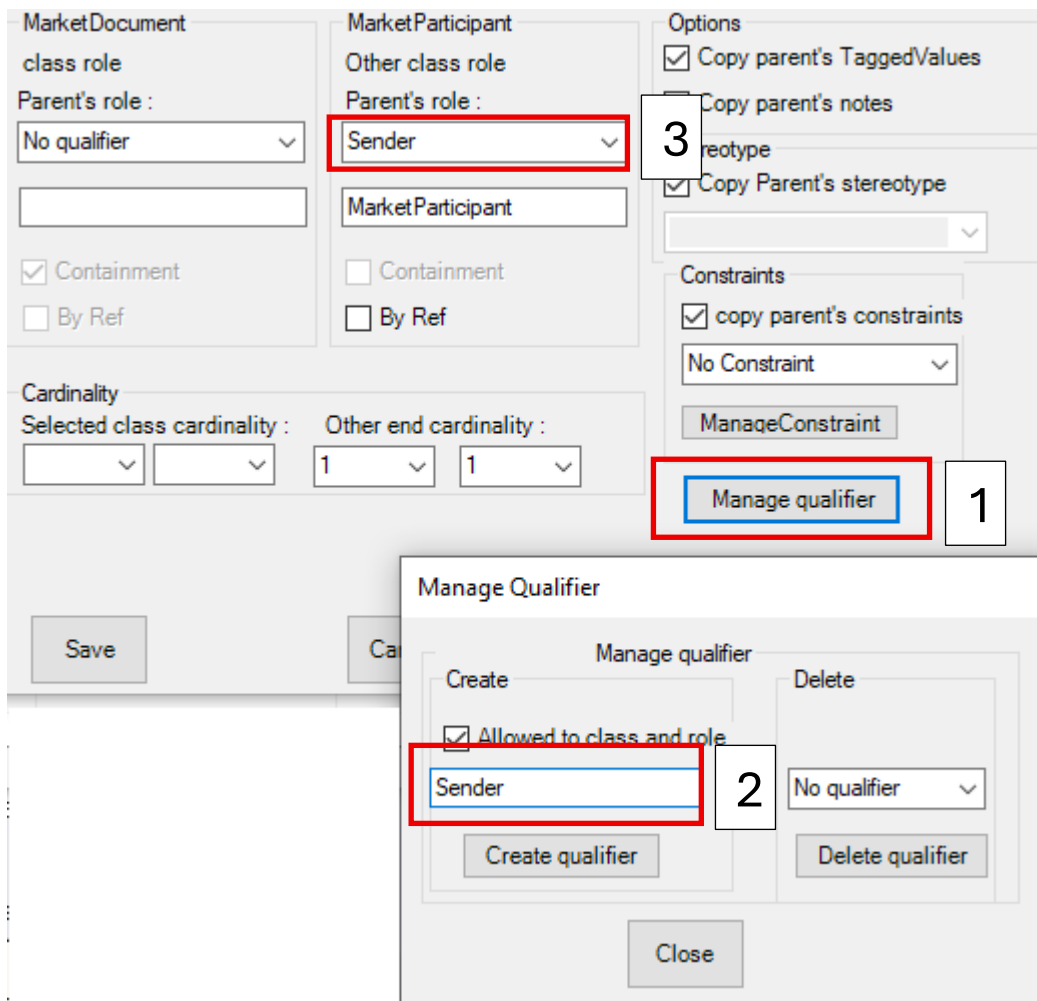 MarketDocument
class role
Parent's role :
No qualifier
Containment
By Ref
MarketParticipant
Other class role
Parent's role :
Sender
MarketParticipant
Containment
By Ref
3
Options
Copy parent's TaggedValues
Copy parent's notes
reotype
Copy Parent's stereotype
Constraints
copy parent's constraints
No Constraint
ManageConstraint
Cardinality
Selected class cardinality :
Other end cardinality :
1
1
Manage qualifier
1
Save
Ca
Manage Qualifier
Manage qualifier
Create
Allowed to class and role
Sender
2
Create qualifier
Delete
No qualifier
Delete qualifier
Close